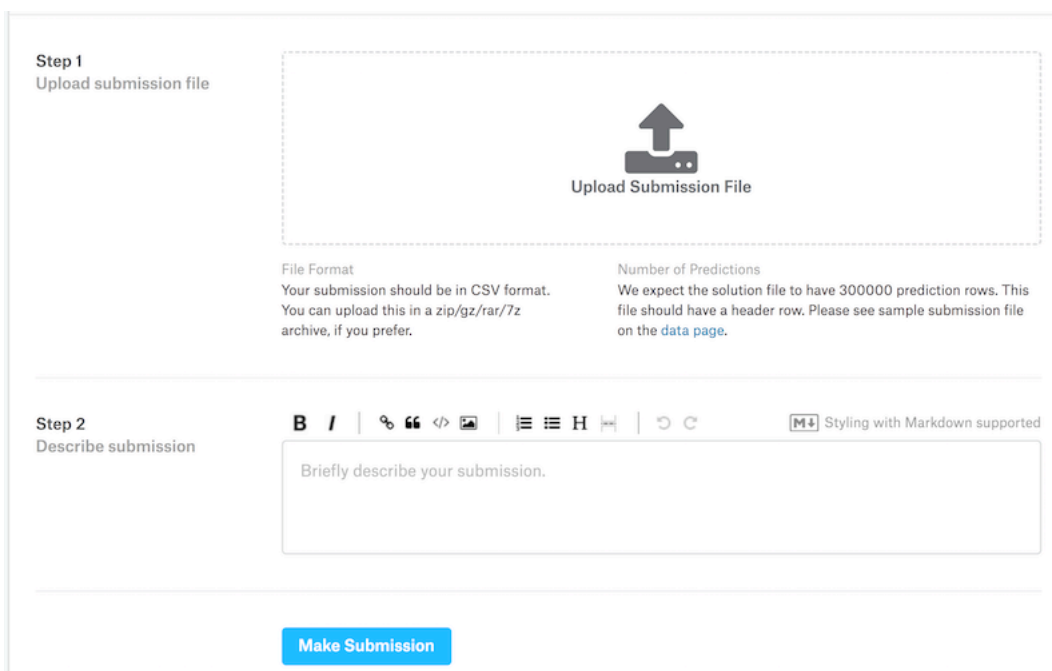 Step 1
Upload submission file
Upload Submission File
File Format
Your submission should be in CSV format.
You can upload this in a zip/gz/rar/7z
archive, if you prefer.
Number of Predictions
We expect the solution file to have 300000 prediction rows. This
file should have a header row. Please see sample submission file
on the data page.
Step 2
Describe submission
B I H
M Styling with Markdown supported
Briefly describe your submission.
Make Submission